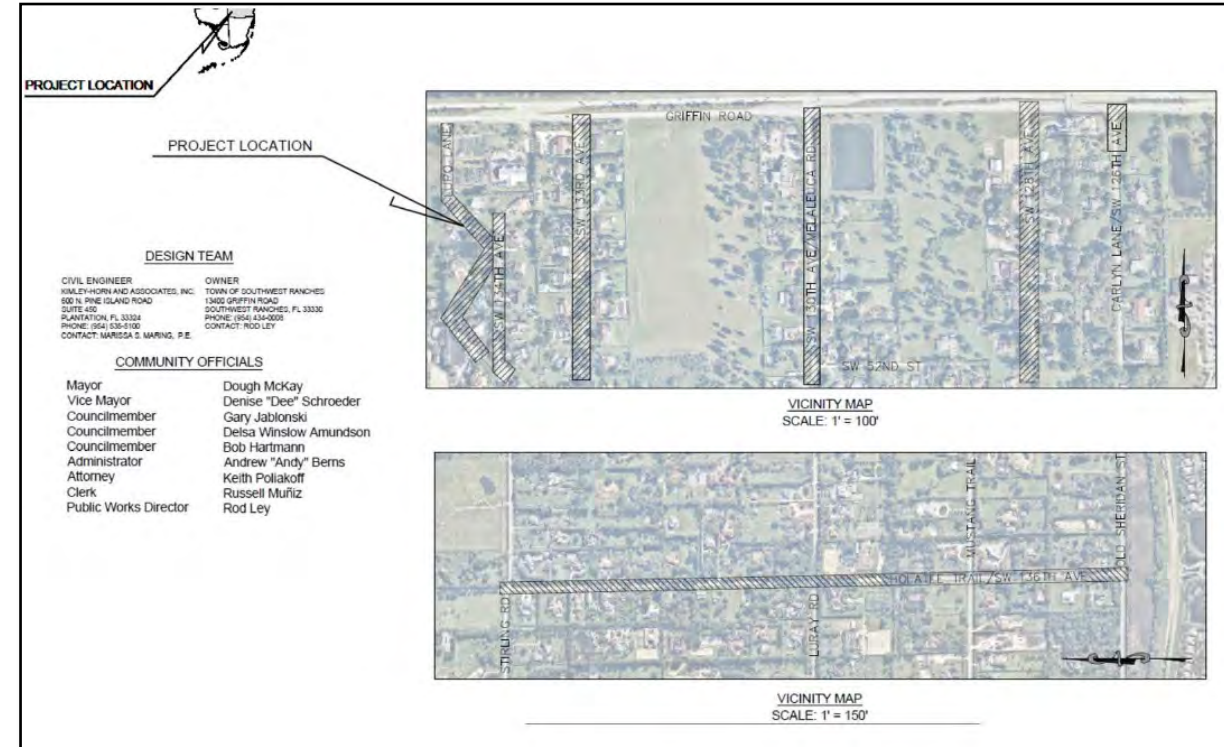 PROJECT LOCATION
PROJECT LOCATION
DESIGN TEAM
CIVIL ENGINEER
KIMLEY-HORN AND ASSOCIATES, INC.
600 N. PINE ISLAND ROAD
SUITE 450
PLANTATION, FL 33324
PHONE: (954) 535-5100
CONTACT: MARISSA S. MARING, P.E.
OWNER
TOWN OF SOUTHWEST RANCHES
13400 GRIFFIN ROAD
SOUTHWEST RANCHES, FL 33330
PHONE: (954) 434-0008
CONTACT: ROD LEY
COMMUNITY OFFICIALS
Mayor Dough McKay
Vice Mayor Denise "Dee" Schroeder
Councilmember Gary Jablonski
Councilmember Delsa Winslow Amundson
Councilmember Bob Hartmann
Administrator Andrew "Andy" Berns
Attorney Keith Poliakoff
Clerk Russell Muñiz
Public Works Director Rod Ley
GRIFFIN ROAD
LUPO LANE
SW 134TH AVE
SW 133RD AVE
SW 130TH AVE/MELALEUCA RD
SW 128TH AVE
CARLYN LANE/SW 126TH AVE
SW 52ND ST
VICINITY MAP
SCALE: 1' = 100'
STIRLING RD
LURAY RD
MUSTANG TRAIL
OLD SHERIDAN ST
HOLATEE TRAIL/SW 136TH AVE
VICINITY MAP
SCALE: 1' = 150'